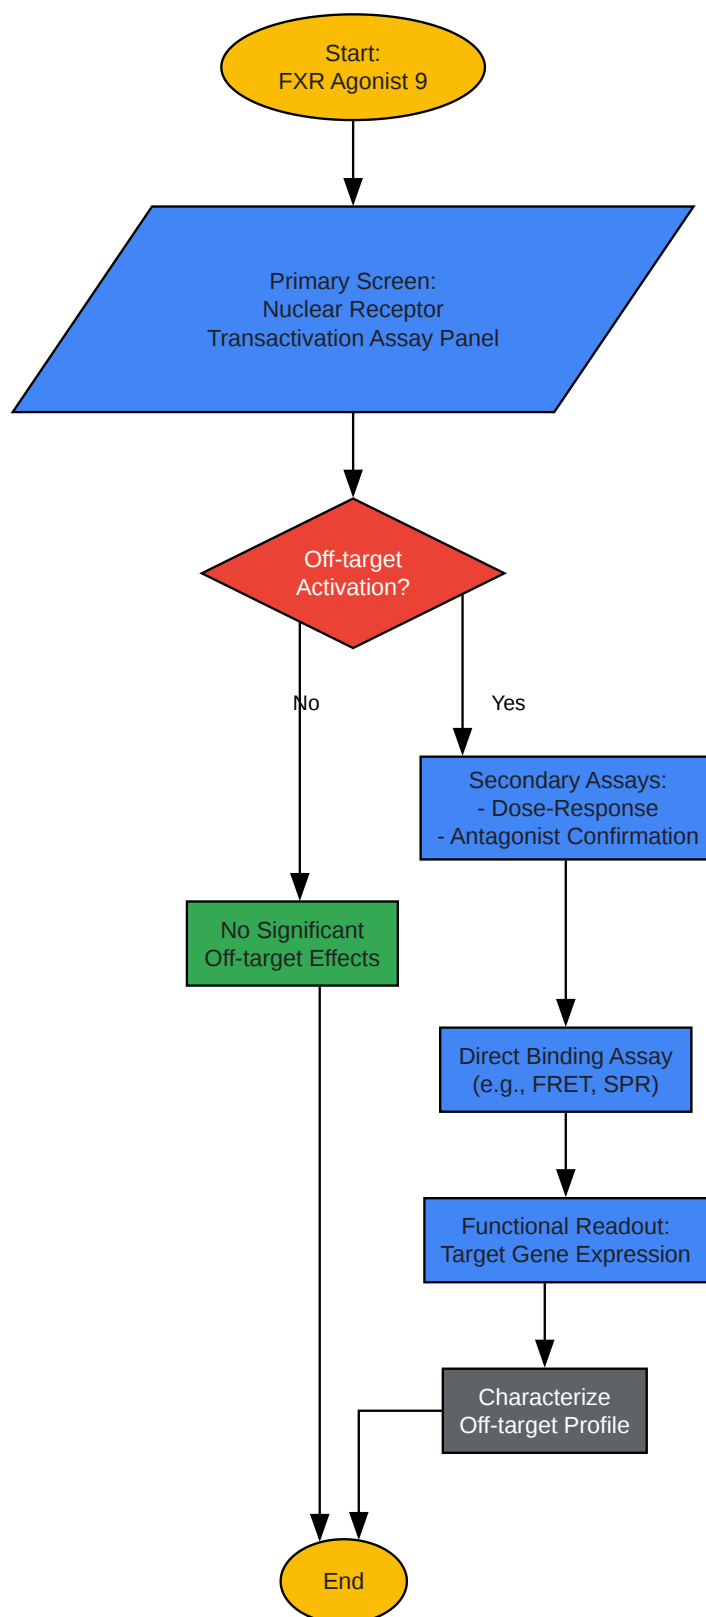 Start:
FXR Agonist 9
Primary Screen:
Nuclear Receptor
Transactivation Assay Panel
Off-target
Activation?
No
Yes
Secondary Assays:
- Dose-Response
- Antagonist Confirmation
No Significant
Off-target Effects
Direct Binding Assay
(e.g., FRET, SPR)
Functional Readout:
Target Gene Expression
Characterize
Off-target Profile
End